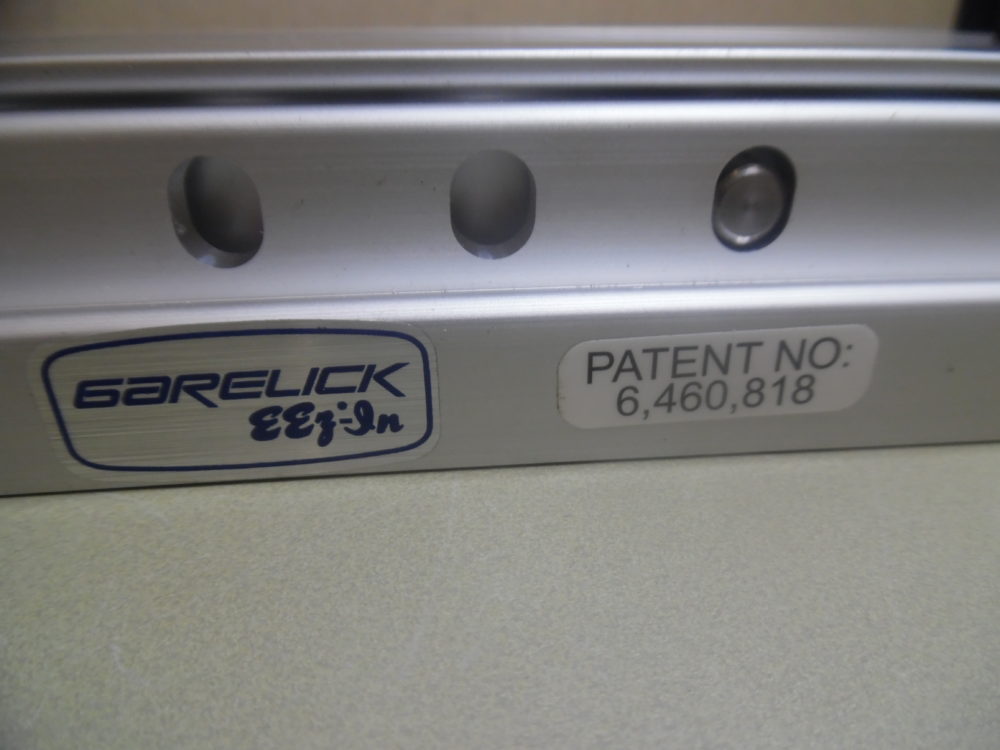 GARELICK
EEz-In
PATENT NO:
6,460,818